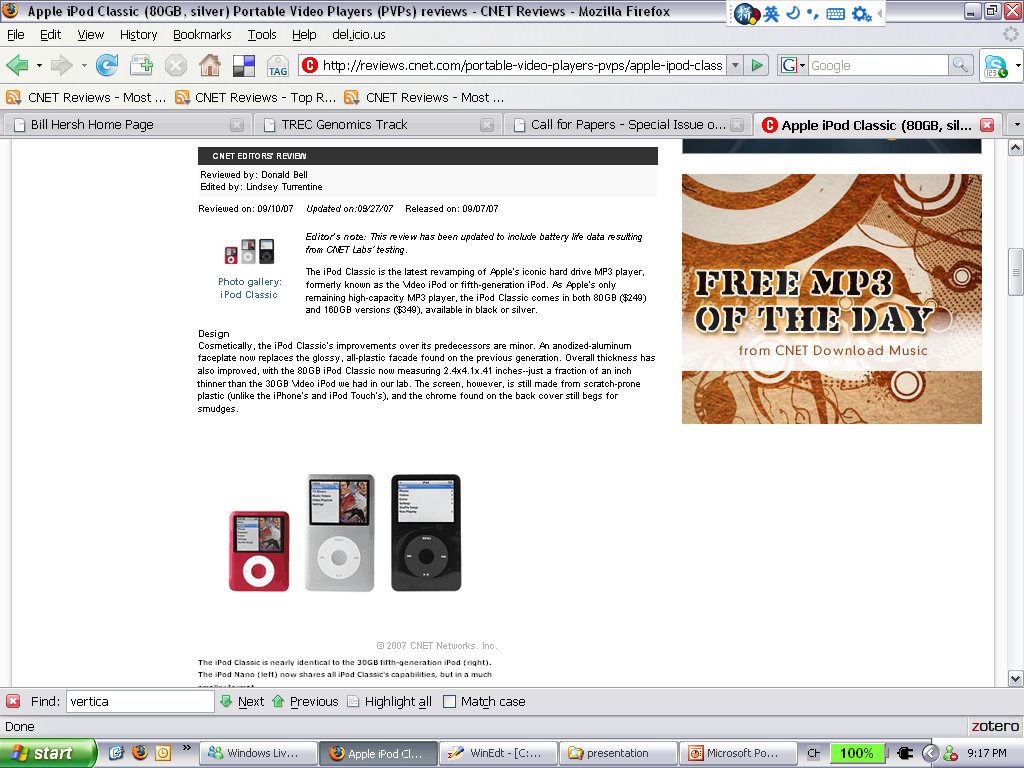 Apple iPod Classic (80GB, silver) Portable Video Players (PVPs) reviews - CNET Reviews - Mozilla Firefox
拼 英
File Edit View History Bookmarks Tools Help del.icio.us
TAG http://reviews.cnet.com/portable-video-players-pvps/apple-ipod-class G Google
CNET Reviews - Most ... CNET Reviews - Top R... CNET Reviews - Most ...
Bill Hersh Home Page TREC Genomics Track Call for Papers - Special Issue o... Apple iPod Classic (80GB, sil...
CNET EDITORS' REVIEW
Reviewed by: Donald Bell
Edited by: Lindsey Turrentine
Reviewed on: 09/10/07 Updated on:09/27/07 Released on: 09/07/07
Editor's note: This review has been updated to include battery life data resulting
from CNET Labs' testing.
Photo gallery:
iPod Classic
The iPod Classic is the latest revamping of Apple's iconic hard drive MP3 player,
formerly known as the Video iPod or fifth-generation iPod. As Apple's only
remaining high-capacity MP3 player, the iPod Classic comes in both 80GB ($249)
and 160GB versions ($349), available in black or silver.
Design
Cosmetically, the iPod Classic's improvements over its predecessors are minor. An anodized-aluminum
faceplate now replaces the glossy, all-plastic facade found on the previous generation. Overall thickness has
also improved, with the 80GB iPod Classic now measuring 2.4x4.1x.41 inches--just a fraction of an inch
thinner than the 30GB Video iPod we had in our lab. The screen, however, is still made from scratch-prone
plastic (unlike the iPhone's and iPod Touch's), and the chrome found on the back cover still begs for
smudges.
FREE MP3
OF THE DAY
from CNET Download Music
MENU
MENU
© 2007 CNET Networks, Inc.
The iPod Classic is nearly identical to the 30GB fifth-generation iPod (right).
The iPod Nano (left) now shares all iPod Classic's capabilities, but in a much
smaller format.
Find: vertica Next Previous Highlight all Match case
Done zotero
start Windows Liv... Apple iPod Cl... WinEdt - [C:... presentation Microsoft Po... CH 100% 9:17 PM